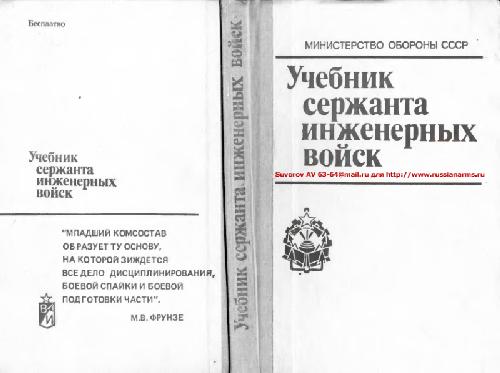 Бесплатно
Учебник
сержанта
инженерных
войск
"МЛАДШИЙ КОМСОСТАВ
ОБРАЗУЕТ ТУ ОСНОВУ,
НА КОТОРОЙ ЗИЖДЕТСЯ
ВСЕ ДЕЛО ДИСЦИПЛИНИРОВАНИЯ,
БОЕВОЙ СПАЙКИ И БОЕВОЙ
ПОДГОТОВКИ ЧАСТИ".
М.В. ФРУНЗЕ
Учебник сержанта инженерных войск
МИНИСТЕРСТВО ОБОРОНЫ СССР
Учебник
сержанта
инженерных
войск
Suvorov AV 63-64@mail.ru для http://www.russianarms.ru